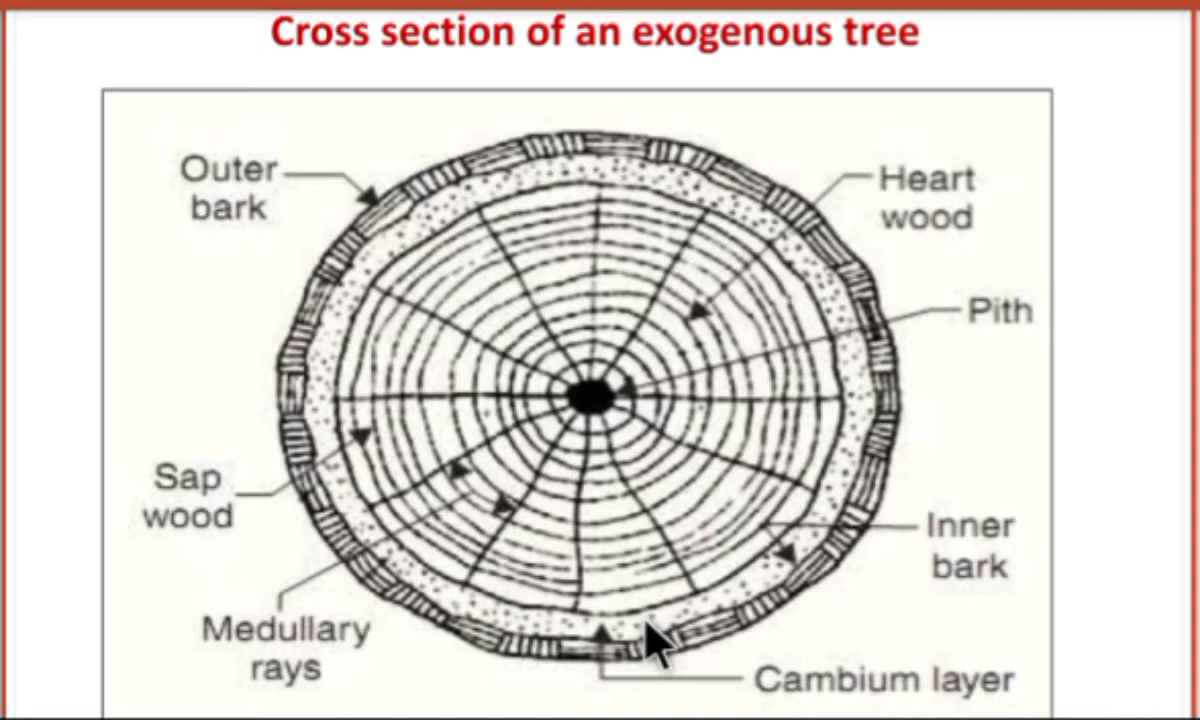 Cross section of an exogenous tree
Outer
bark
Heart
wood
Pith
Sap
wood
Inner
bark
Medullary
rays
Cambium layer